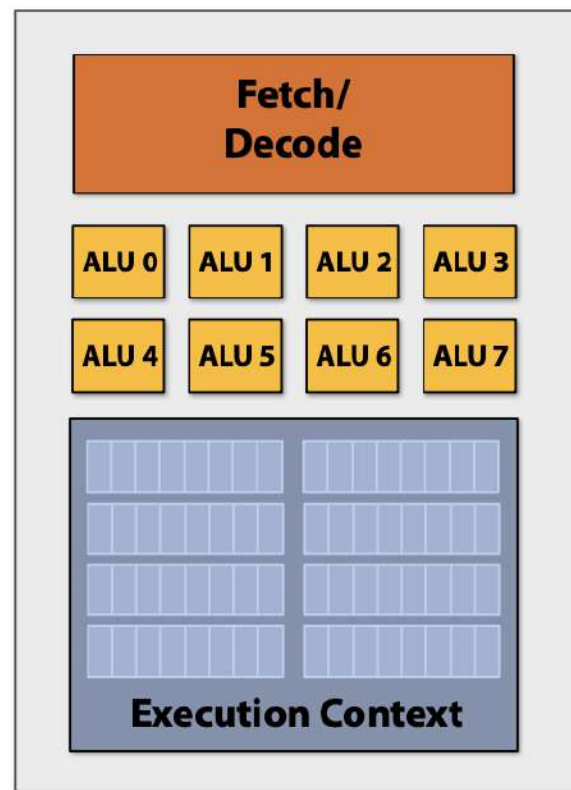 Fetch/
Decode
ALU 0 ALU 1 ALU 2 ALU 3
ALU 4 ALU 5 ALU 6 ALU 7
Execution Context